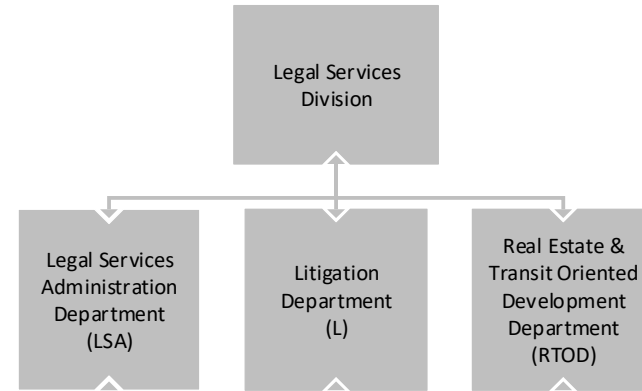 Legal Services
Division
Legal Services
Administration
Department
(LSA)
Litigation
Department
(L)
Real Estate &
Transit Oriented
Development
Department
(RTOD)